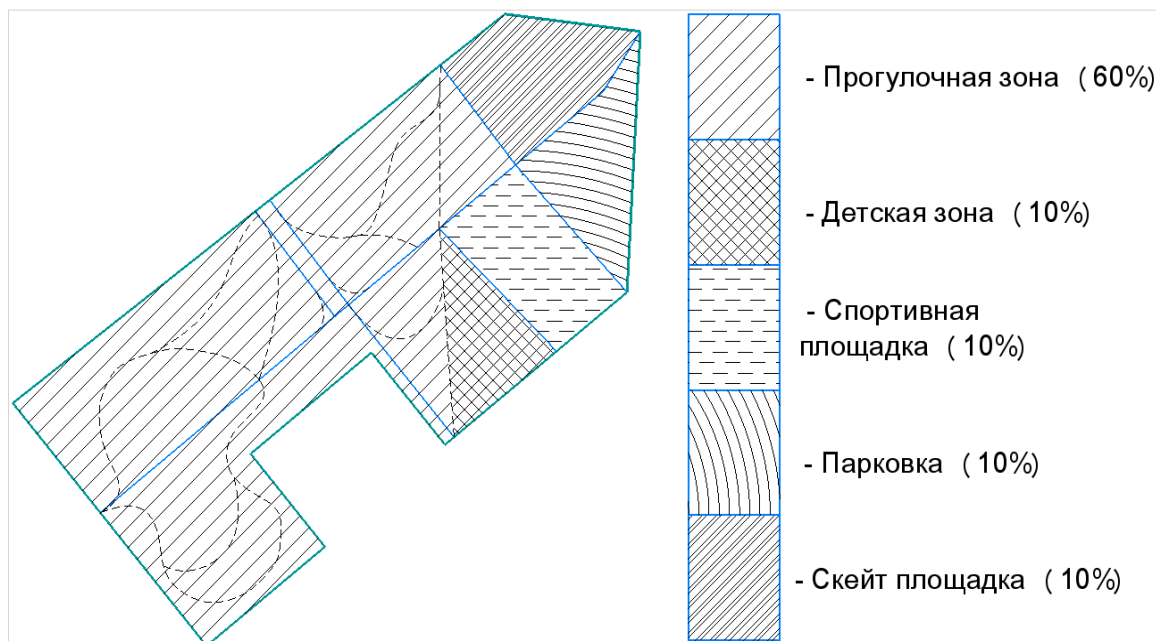 - Прогулочная зона ( 60%)
- Детская зона ( 10%)
- Спортивная
площадка ( 10%)
- Парковка ( 10%)
- Скейт площадка ( 10%)